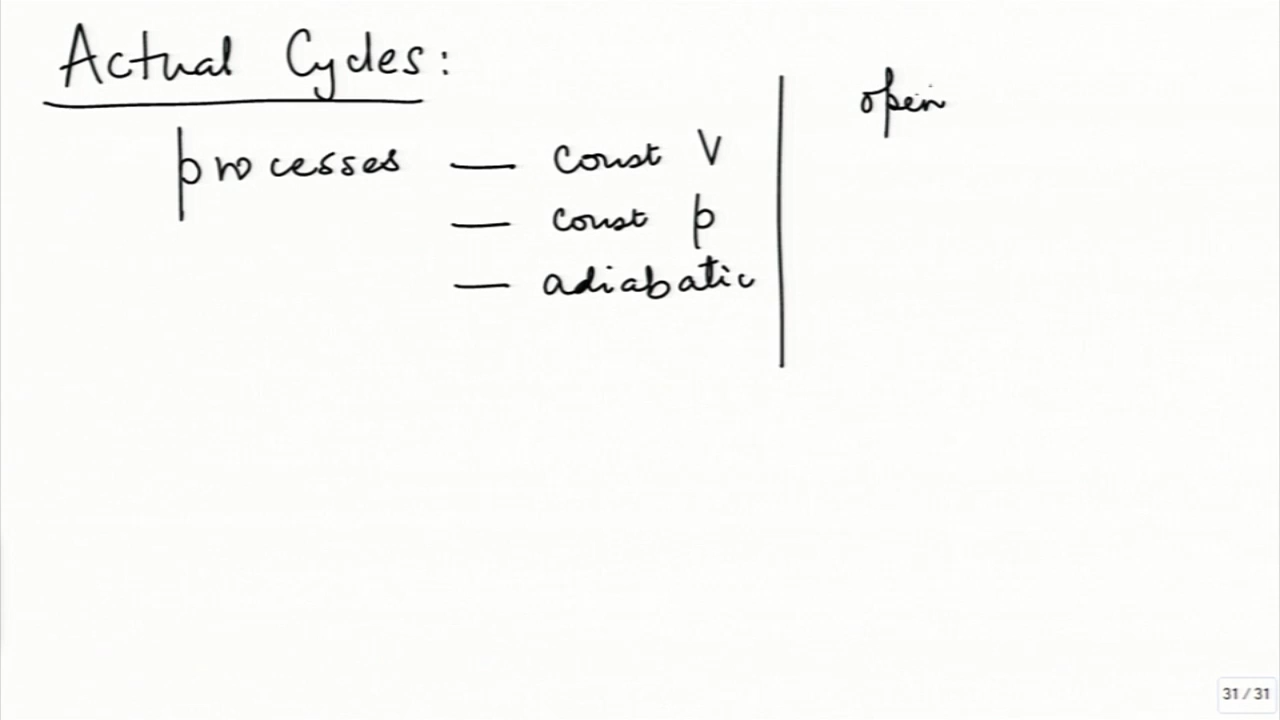 Actual Cycles:
processes — const V
— const p
— adiabatic
open
31/31